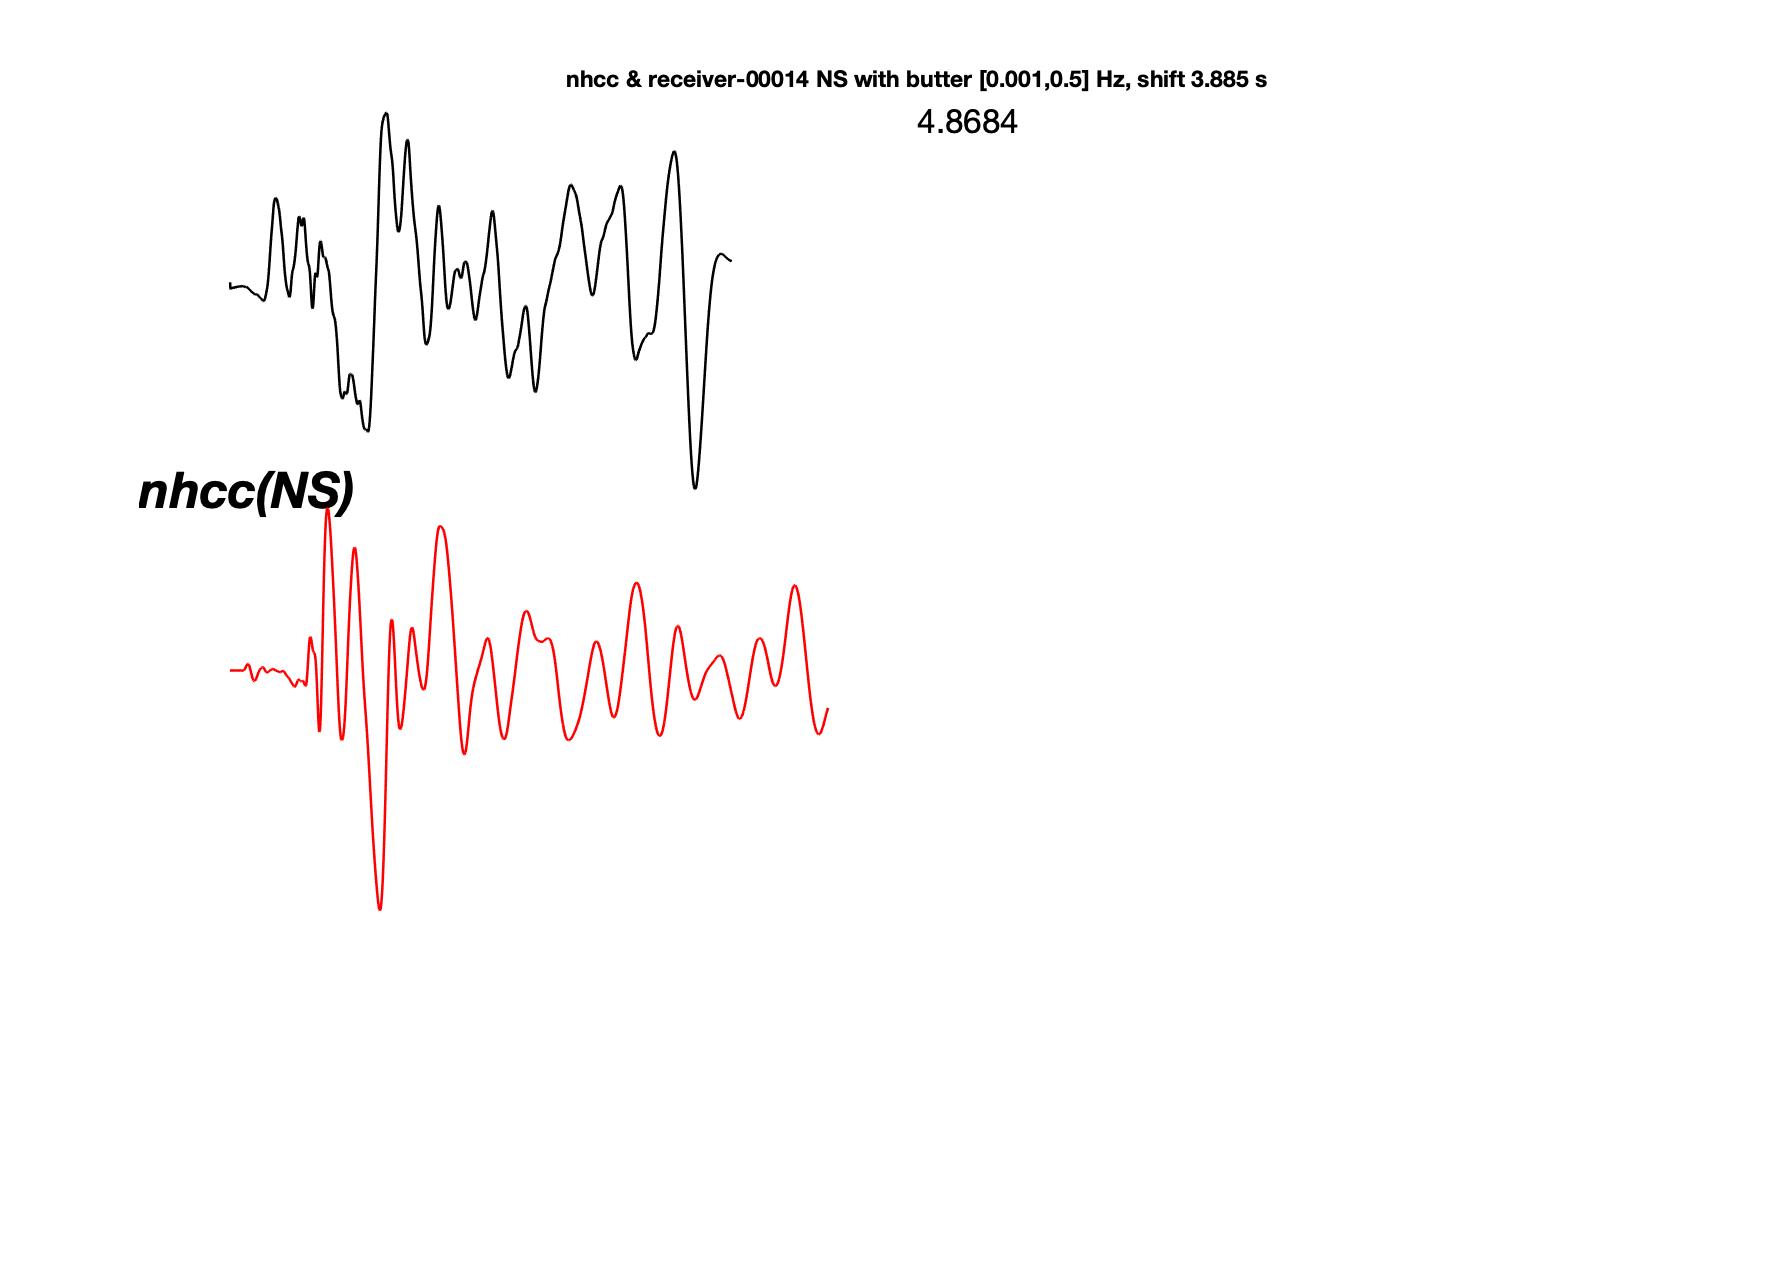 nhcc & receiver-00014 NS with butter [0.001,0.5] Hz, shift 3.885 s
4.8684
nhcc(NS)